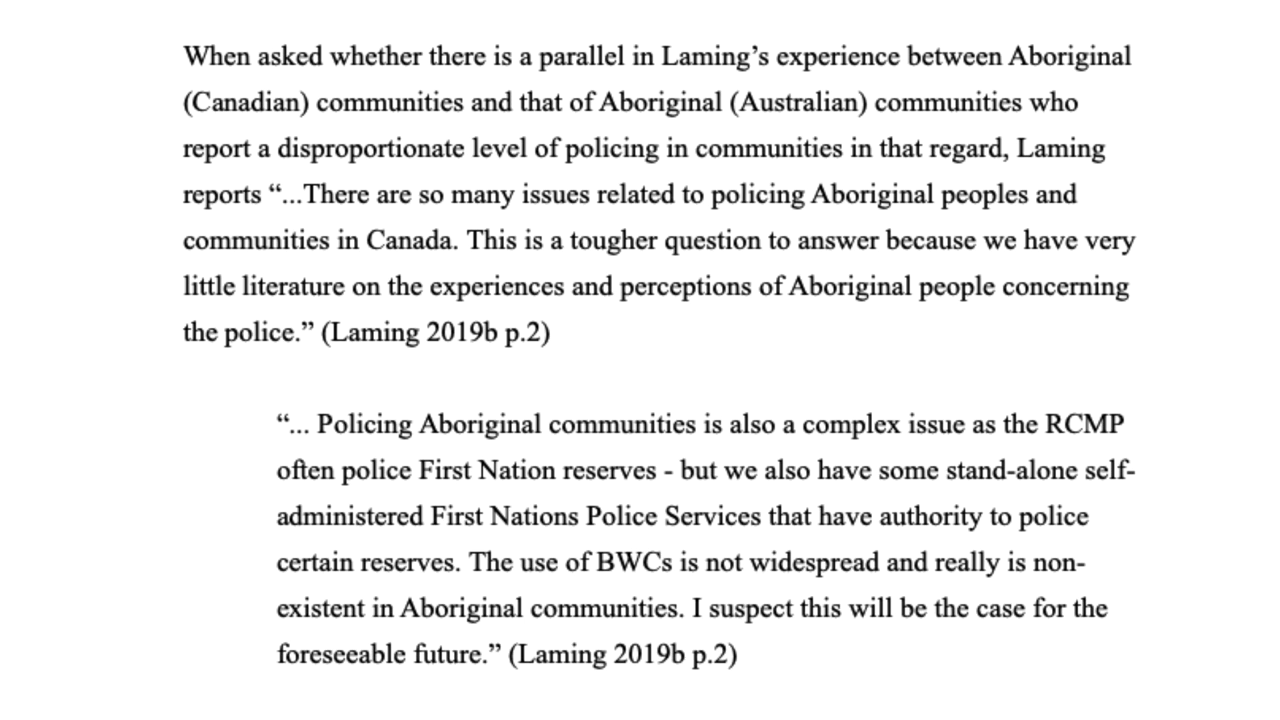 When asked whether there is a parallel in Laming’s experience between Aboriginal
(Canadian) communities and that of Aboriginal (Australian) communities who
report a disproportionate level of policing in communities in that regard, Laming
reports “...There are so many issues related to policing Aboriginal peoples and
communities in Canada. This is a tougher question to answer because we have very
little literature on the experiences and perceptions of Aboriginal people concerning
the police.” (Laming 2019b p.2)
“... Policing Aboriginal communities is also a complex issue as the RCMP
often police First Nation reserves - but we also have some stand-alone self-
administered First Nations Police Services that have authority to police
certain reserves. The use of BWCs is not widespread and really is non-
existent in Aboriginal communities. I suspect this will be the case for the
foreseeable future.” (Laming 2019b p.2)